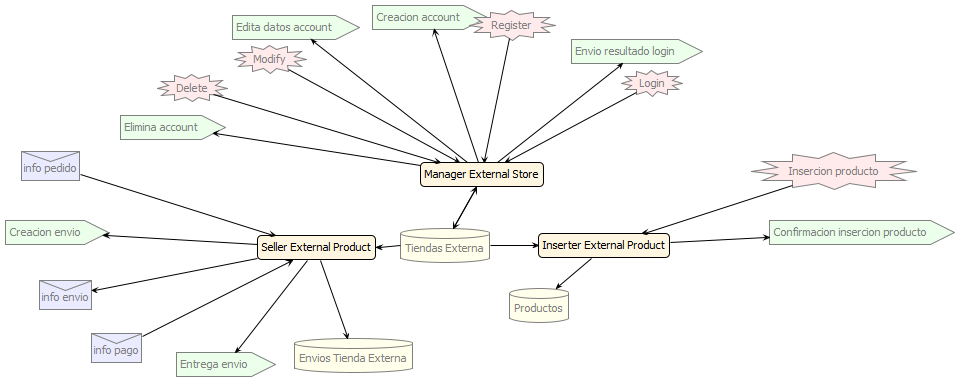 Creacion account
Edita datos account
Register
Envio resultado login
Modify
Login
Delete
Elimina account
info pedido
Manager External Store
Insercion producto
Creacion envio
Confirmacion insercion producto
Seller External Product
Tiendas Externa
Inserter External Product
info envio
Productos
info pago
Entrega envio
Envios Tienda Externa